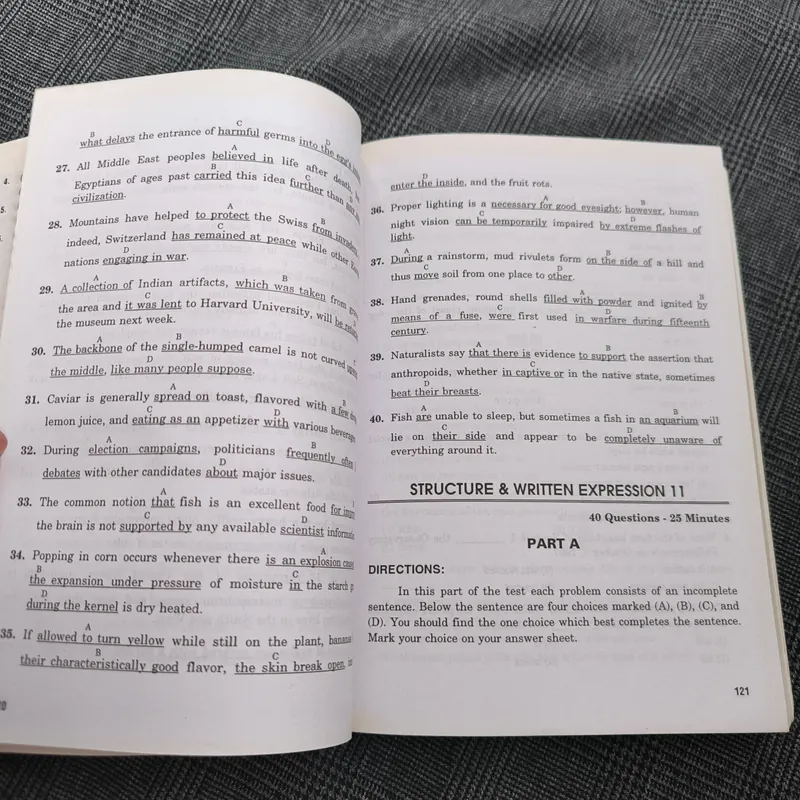 4.
5.
B C D
what delays the entrance of harmful germs into the
A
27. All Middle East peoples believed in life after death,
B C
Egyptians of ages past carried this idea further than
civilization.
A B
28. Mountains have helped to protect the Swiss from
C
indeed, Switzerland has remained at peace while other
D
nations engaging in war.
A B
29. A collection of Indian artifacts, which was taken from
C
the area and it was lent to Harvard University, will be
the museum next week.
A B
30. The backbone of the single-humped camel is not curved
D
the middle, like many people suppose.
A
31. Caviar is generally spread on toast, flavored with a few
C D
lemon juice, and eating as an appetizer with various
A B
32. During election campaigns, politicians frequently often
D
debates with other candidates about major issues.
A
33. The common notion that fish is an excellent food for
C D
the brain is not supported by any available scientist
A
34. Popping in corn occurs whenever there is an explosion
B C
the expansion under pressure of moisture in the starch
D
during the kernel is dry heated.
A
35. If allowed to turn yellow while still on the plant,
B C
their characteristically good flavor, the skin break open,
D
enter the inside, and the fruit rota.
A B
36. Proper lighting is a necessary for good eyesight; however, human
C D
night vision can be temporarily impaired by extreme flashes of
light.
A B
37. During a rainstorm, mud rivulets form on the side of a hill and
C D
thus move soil from one place to other.
A B
38. Hand grenades, round shells filled with powder and ignited by
C D
means of a fuse, were first used in warfare during fifteenth
century.
A B
39. Naturalists say that there is evidence to support the assertion that
C
anthropoids, whether in captive or in the native state, sometimes
D
beat their breasts.
A B
40. Fish are unable to sleep, but sometimes a fish in an aquarium will
C D
lie on their side and appear to be completely unaware of
everything around it.
STRUCTURE & WRITTEN EXPRESSION 11
40 Questions - 25 Minutes
PART A
DIRECTIONS:
In this part of the test each problem consists of an incomplete
sentence. Below the sentence are four choices marked (A), (B), (C), and
(D). You should find the one choice which best completes the sentence.
Mark your choice on your answer sheet.
121